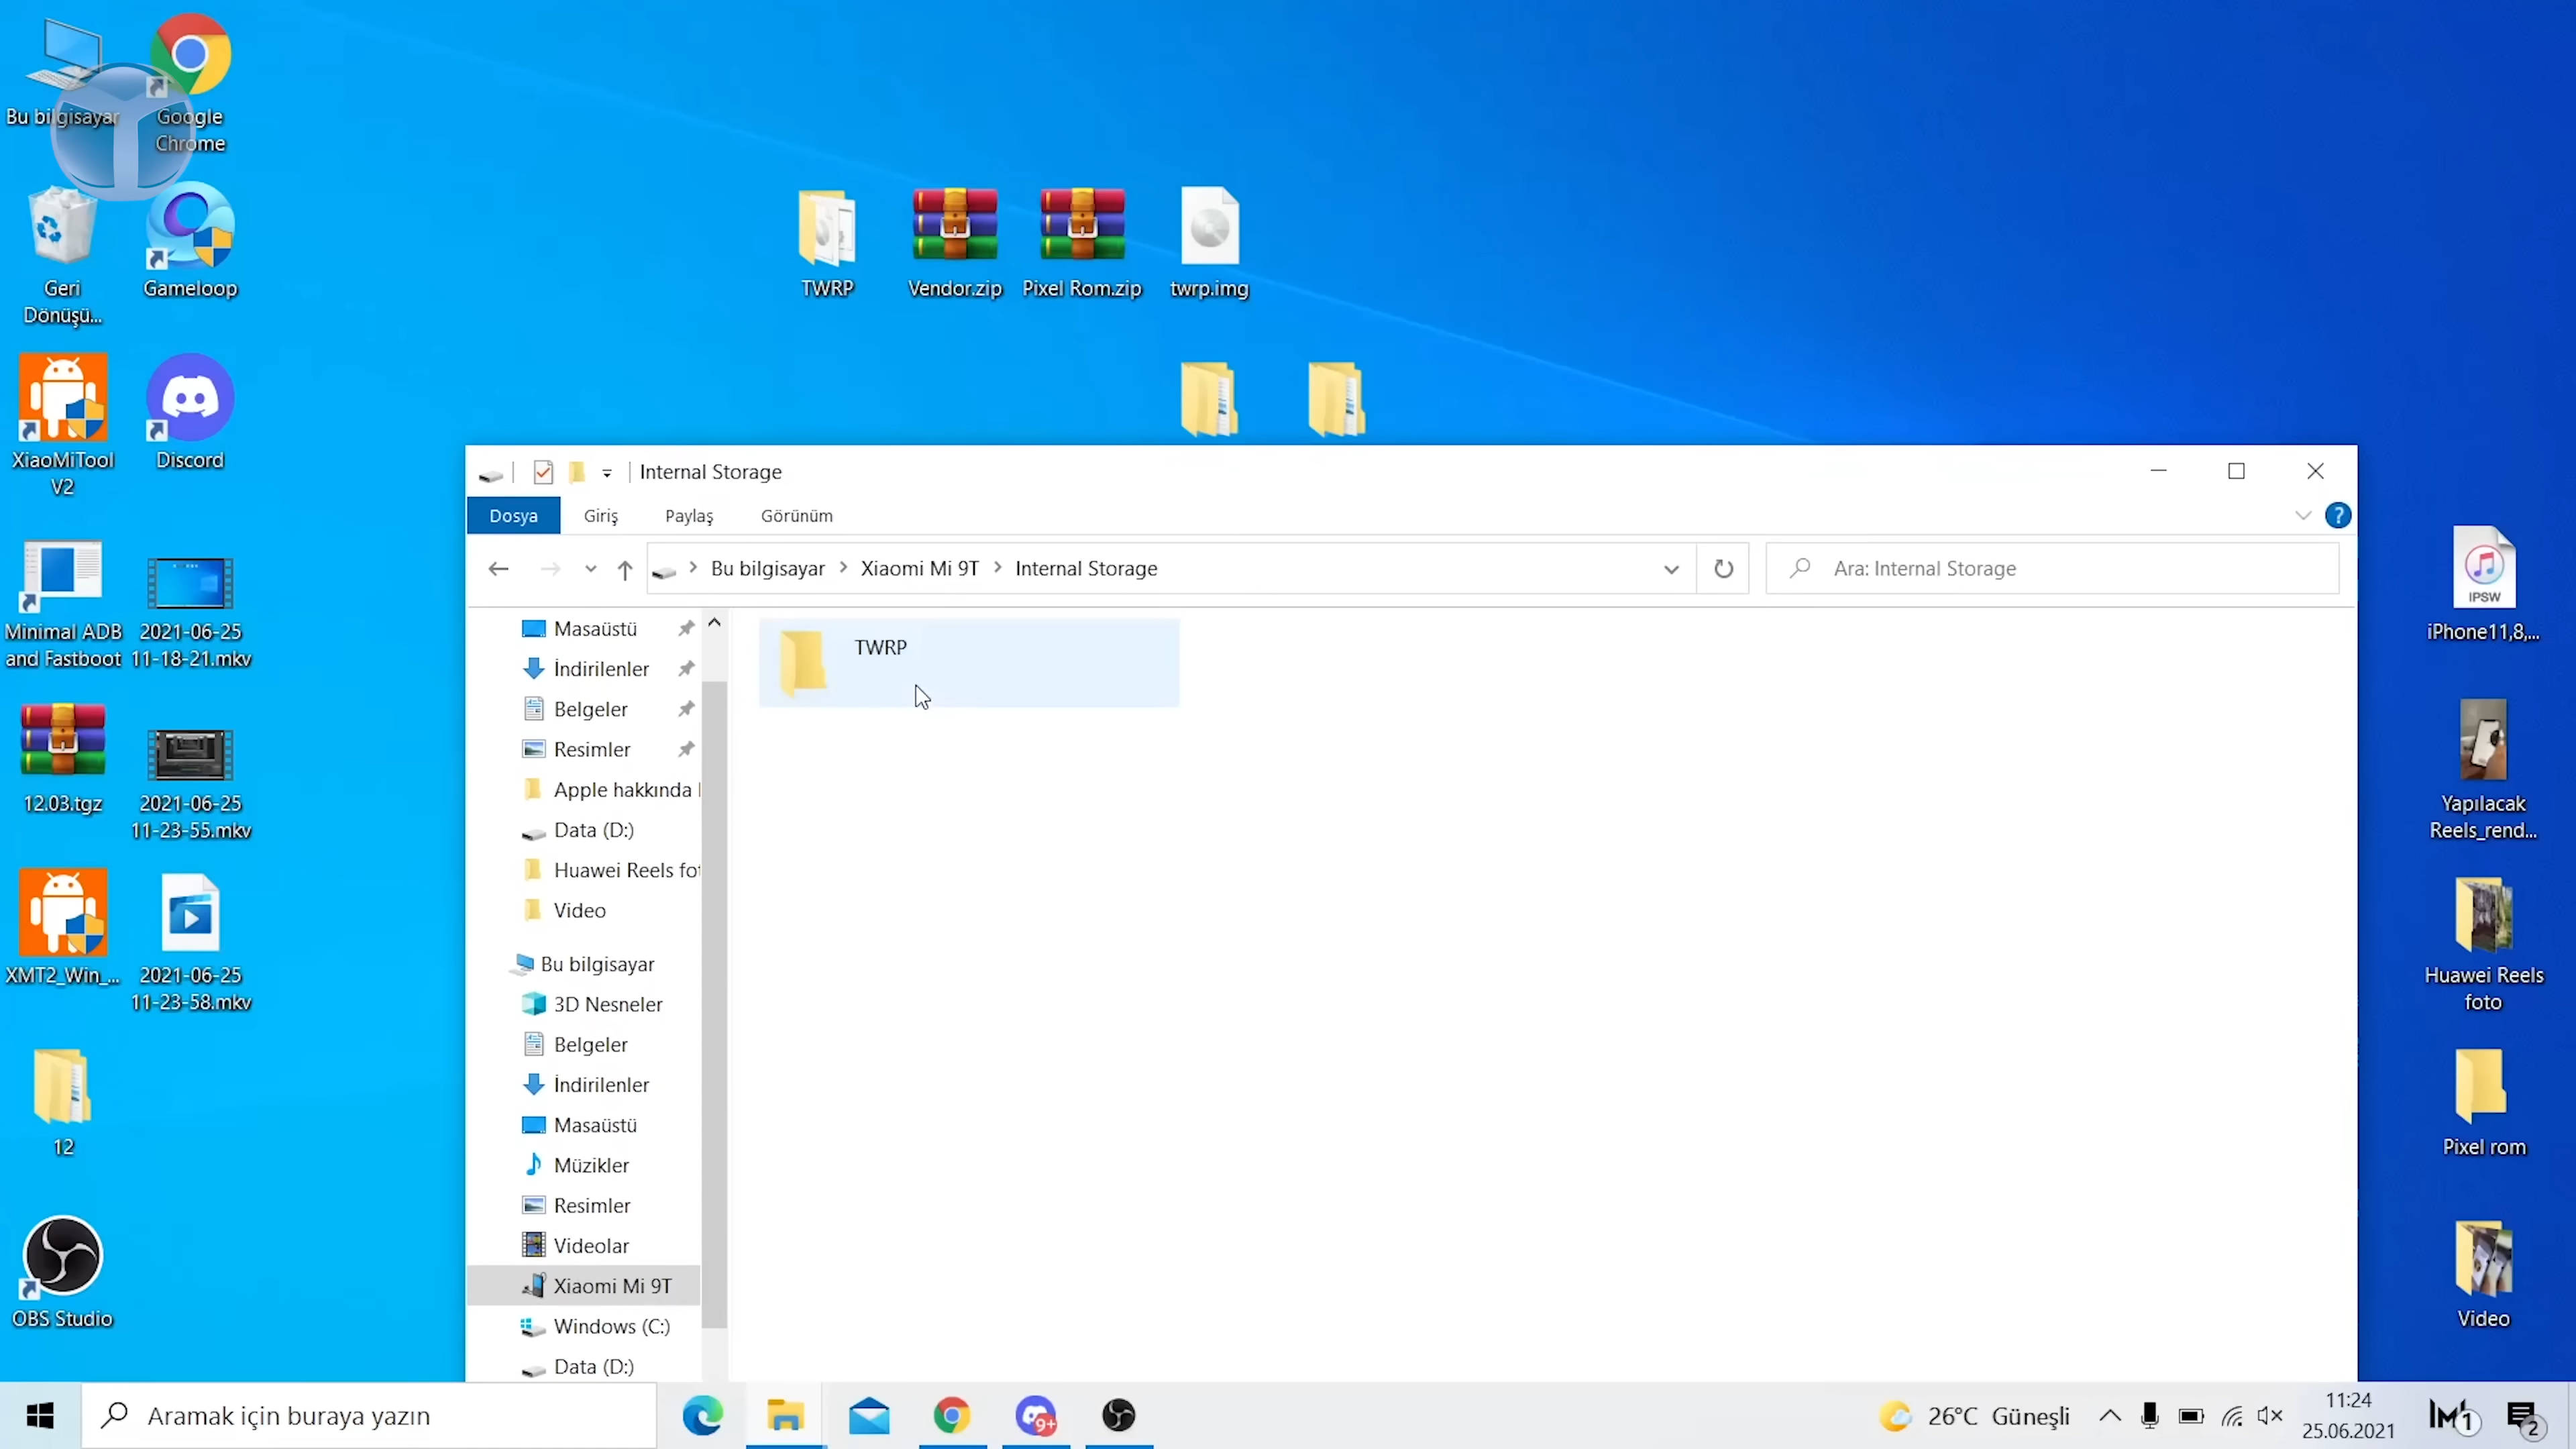 Bu bilgisayar
Google
Chrome
Geri
Dönüşü...
Gameloop
TWRP
Vendor.zip
Pixel Rom.zip
twrp.img
XiaoMiTool
V2
Discord
Minimal ADB
and Fastboot
2021-06-25
11-18-21.mkv
12.03.tgz
2021-06-25
11-23-55.mkv
XMT2_Win_...
2021-06-25
11-23-58.mkv
12
OBS Studio
Internal Storage
Dosya
Giriş
Paylaş
Görünüm
?
Bu bilgisayar > Xiaomi Mi 9T > Internal Storage
Ara: Internal Storage
Masaüstü
İndirilenler
Belgeler
Resimler
Apple hakkında
Data (D:)
Huawei Reels fot
Video
Bu bilgisayar
3D Nesneler
Belgeler
İndirilenler
Masaüstü
Müzikler
Resimler
Videolar
Xiaomi Mi 9T
Windows (C:)
Data (D:)
TWRP
IPSW
iPhone11,8,...
Yapılacak
Reels_rend...
Huawei Reels
foto
Pixel rom
Video
Aramak için buraya yazın
9+
26°C Güneşli
11:24
25.06.2021
1
2